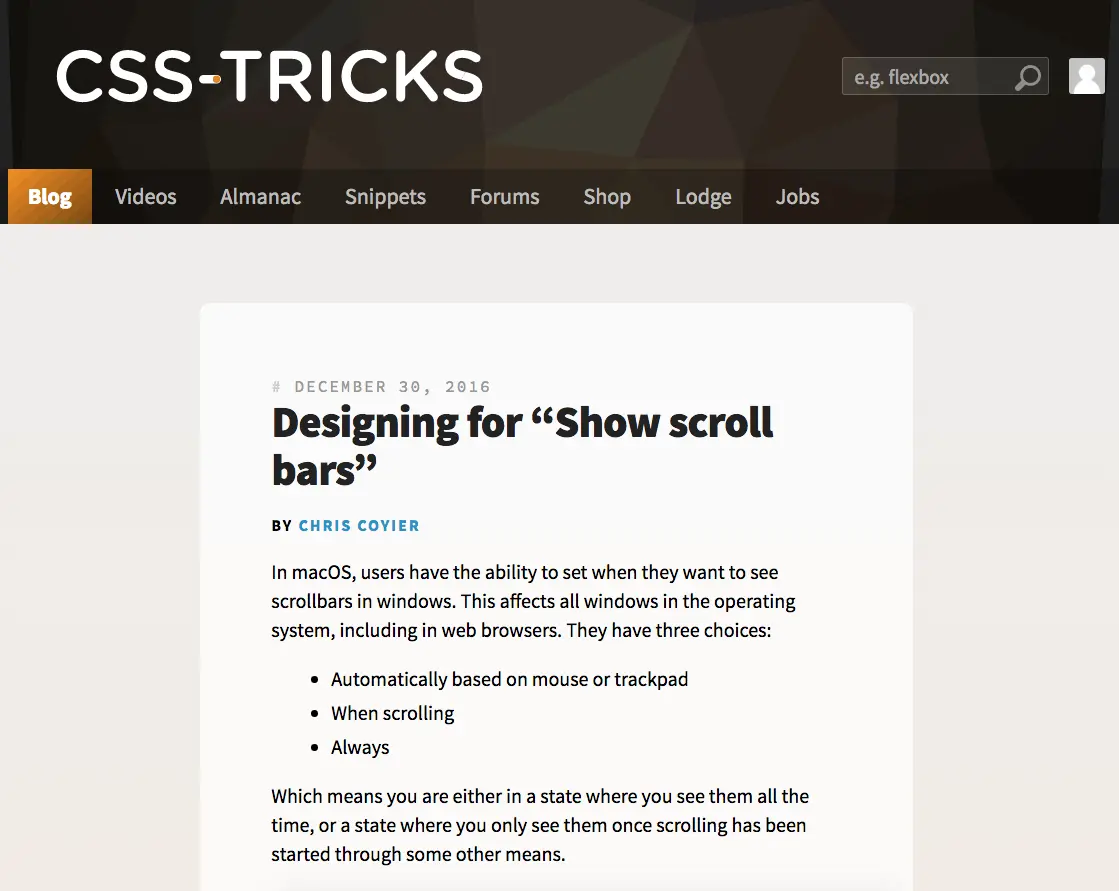 CSS-TRICKS
e.g. flexbox
Blog Videos Almanac Snippets Forums Shop Lodge Jobs
# DECEMBER 30, 2016
Designing for “Show scroll
bars”
BY CHRIS COYIER
In macOS, users have the ability to set when they want to see
scrollbars in windows. This affects all windows in the operating
system, including in web browsers. They have three choices:
• Automatically based on mouse or trackpad
• When scrolling
• Always
Which means you are either in a state where you see them all the
time, or a state where you only see them once scrolling has been
started through some other means.